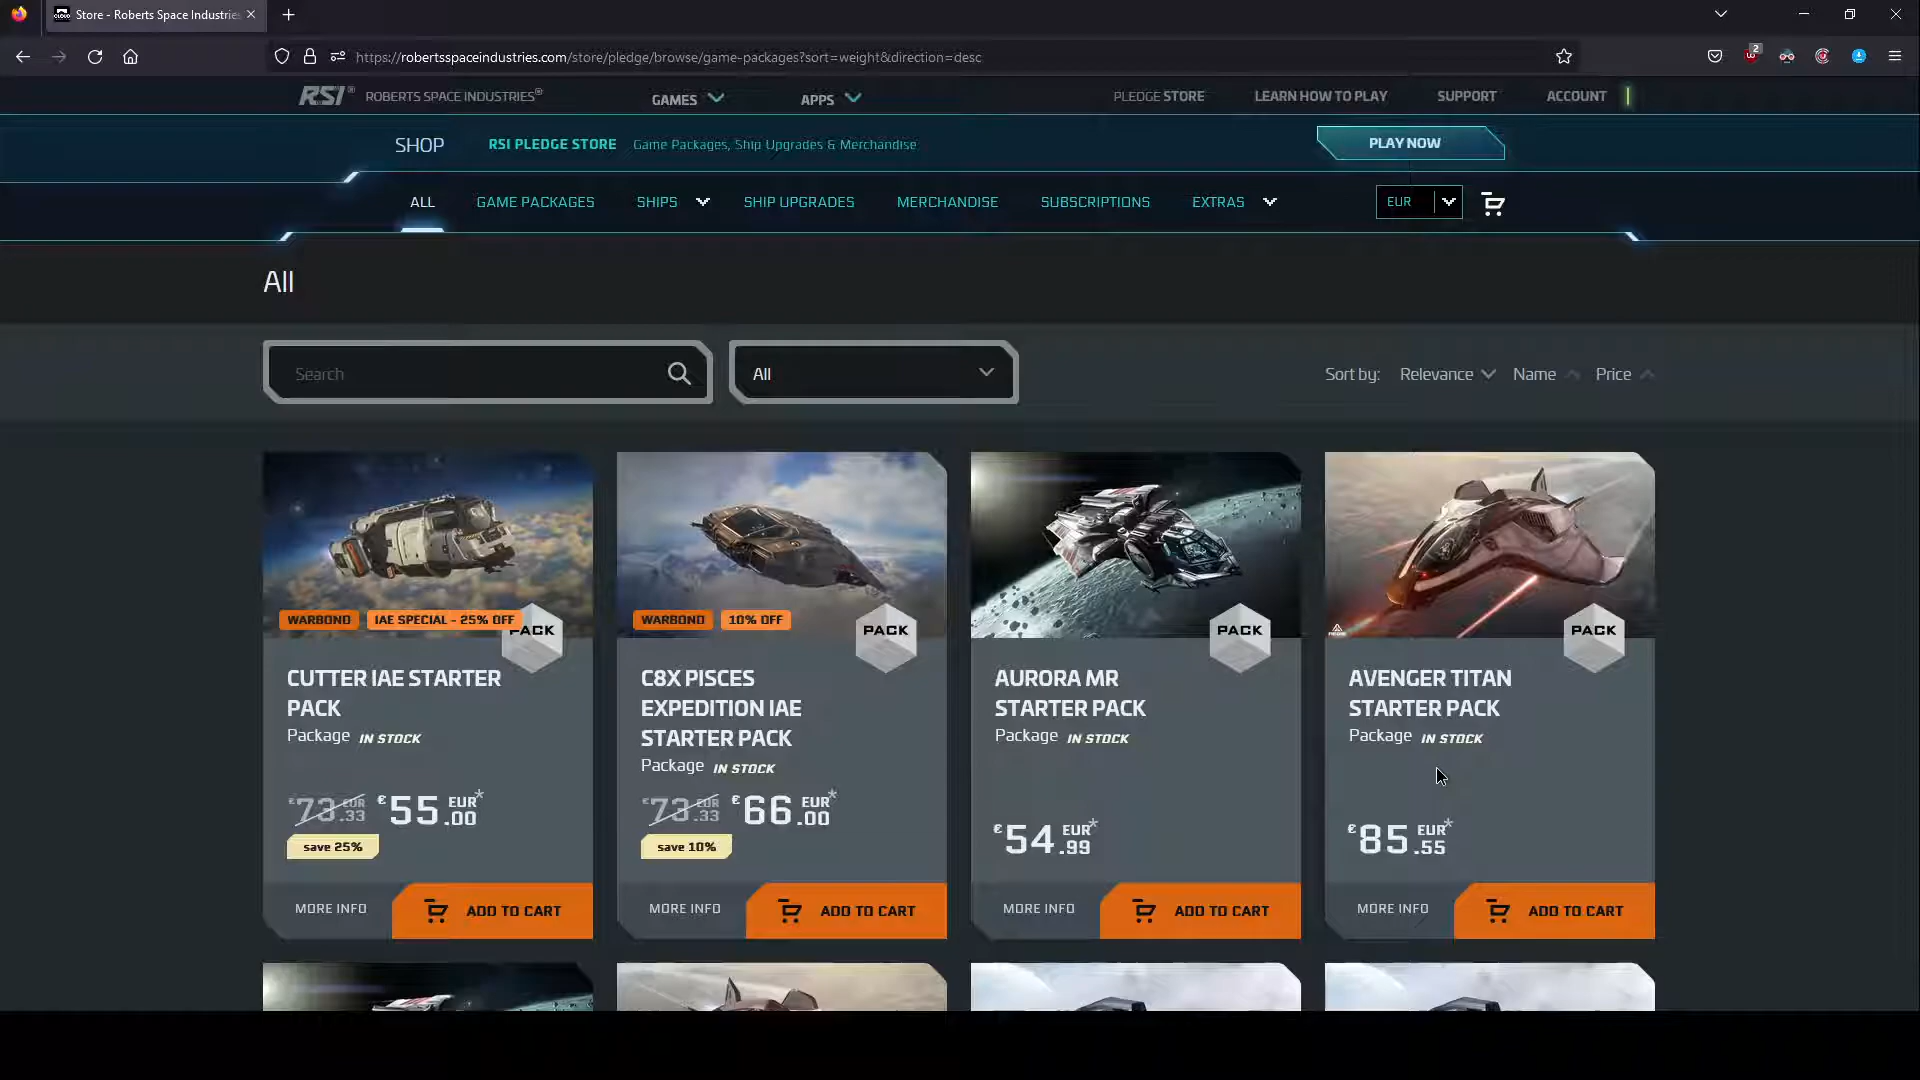 Store - Roberts Space Industries
2
https://robertsspaceindustries.com/store/pledge/browse/game-packages?sort=weight&direction=desc
RSI® ROBERTS SPACE INDUSTRIES® GAMES APPS PLEDGE STORE LEARN HOW TO PLAY SUPPORT ACCOUNT
SHOP RSI PLEDGE STORE Game Packages, Ship Upgrades & Merchandise PLAY NOW
ALL GAME PACKAGES SHIPS SHIP UPGRADES MERCHANDISE SUBSCRIPTIONS EXTRAS EUR
All
Search All Sort by: Relevance Name Price
WARBOND IAE SPECIAL - 25% OFF PACK
CUTTER IAE STARTER
PACK
Package IN STOCK
€73.33 EUR €55.00 EUR*
save 25%
MORE INFO ADD TO CART
WARBOND 10% OFF PACK
C8X PISCES
EXPEDITION IAE
STARTER PACK
Package IN STOCK
€73.33 EUR €66.00 EUR*
save 10%
MORE INFO ADD TO CART
PACK
AURORA MR
STARTER PACK
Package IN STOCK
€54.99 EUR*
MORE INFO ADD TO CART
PACK
AVENGER TITAN
STARTER PACK
Package IN STOCK
€85.55 EUR*
MORE INFO ADD TO CART